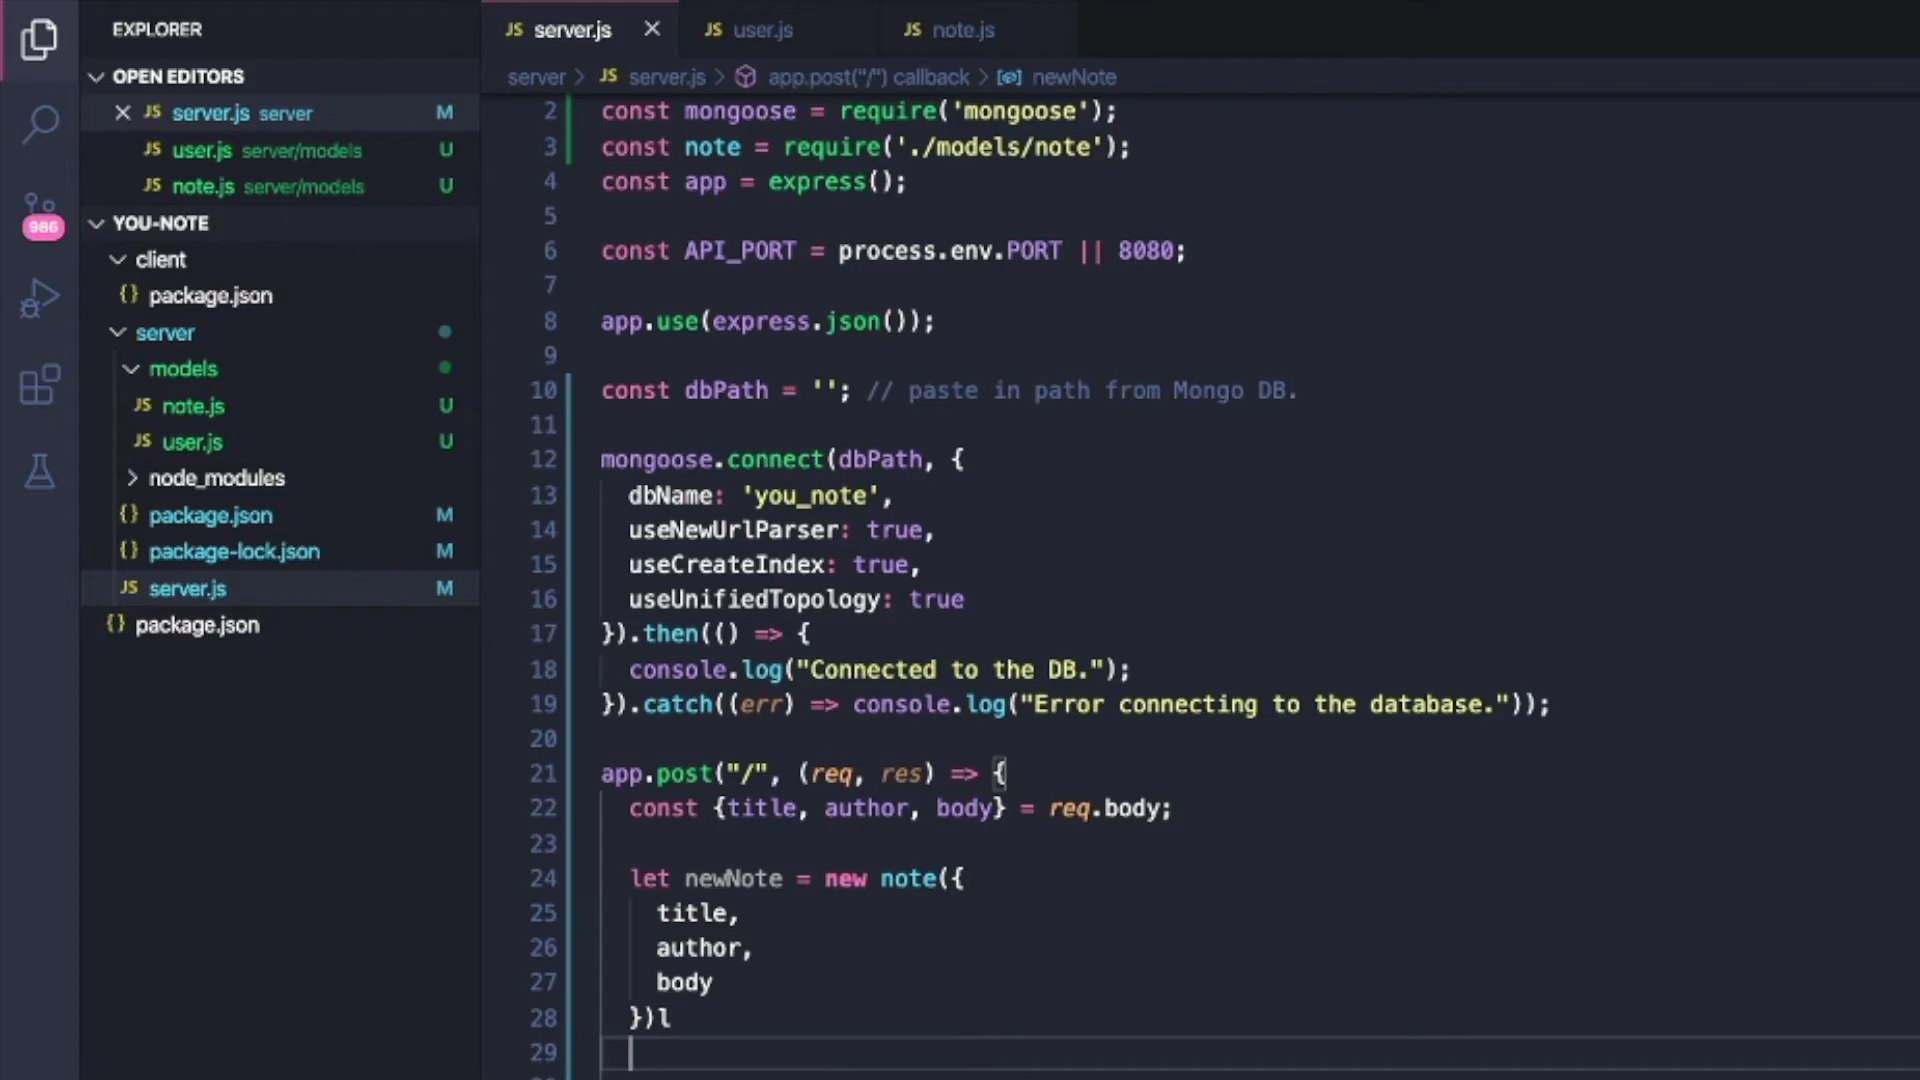 EXPLORER
OPEN EDITORS
JS server.js server M
JS user.js server/models U
JS note.js server/models U
986
YOU-NOTE
client
{} package.json
server
models
JS note.js U
JS user.js U
node_modules
{} package.json M
{} package-lock.json M
JS server.js M
{} package.json
JS server.js
JS user.js
JS note.js
server > JS server.js > app.post("/") callback > newNote
2 const mongoose = require('mongoose');
3 const note = require('./models/note');
4 const app = express();
5
6 const API_PORT = process.env.PORT || 8080;
7
8 app.use(express.json());
9
10 const dbPath = ''; // paste in path from Mongo DB.
11
12 mongoose.connect(dbPath, {
13 dbName: 'you_note',
14 useNewUrlParser: true,
15 useCreateIndex: true,
16 useUnifiedTopology: true
17 }).then(() => {
18 console.log("Connected to the DB.");
19 }).catch((err) => console.log("Error connecting to the database."));
20
21 app.post("/", (req, res) => {
22 const {title, author, body} = req.body;
23
24 let newNote = new note({
25 title,
26 author,
27 body
28 })l
29